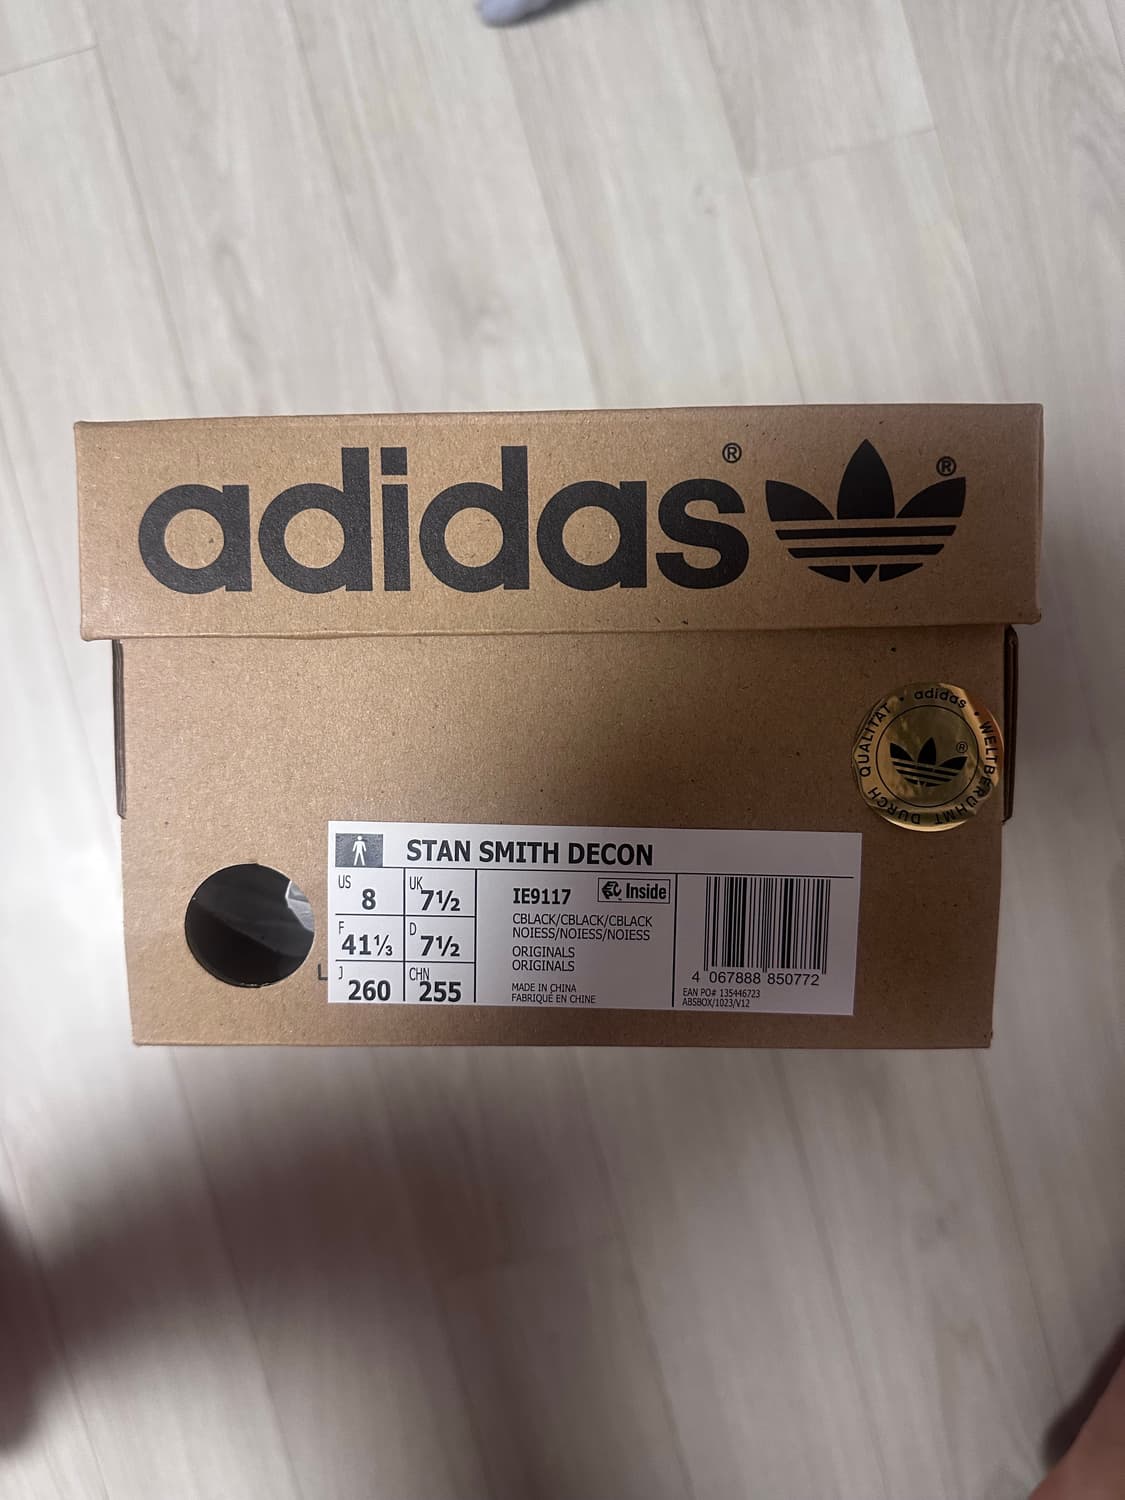 adidas® ®
adidas • WELTBERÜHMT DURCH QUALITÄT •
®
STAN SMITH DECON
US 8
UK 7½
F 41⅓
D 7½
J 260
CHN 255
IE9117
Inside
CBLACK/CBLACK/CBLACK
NOIESS/NOIESS/NOIESS
ORIGINALS
ORIGINALS
MADE IN CHINA
FABRIQUÉ EN CHINE
4 067888 850772
EAN PO# 135446723
ABSBOX/1023/V12
L